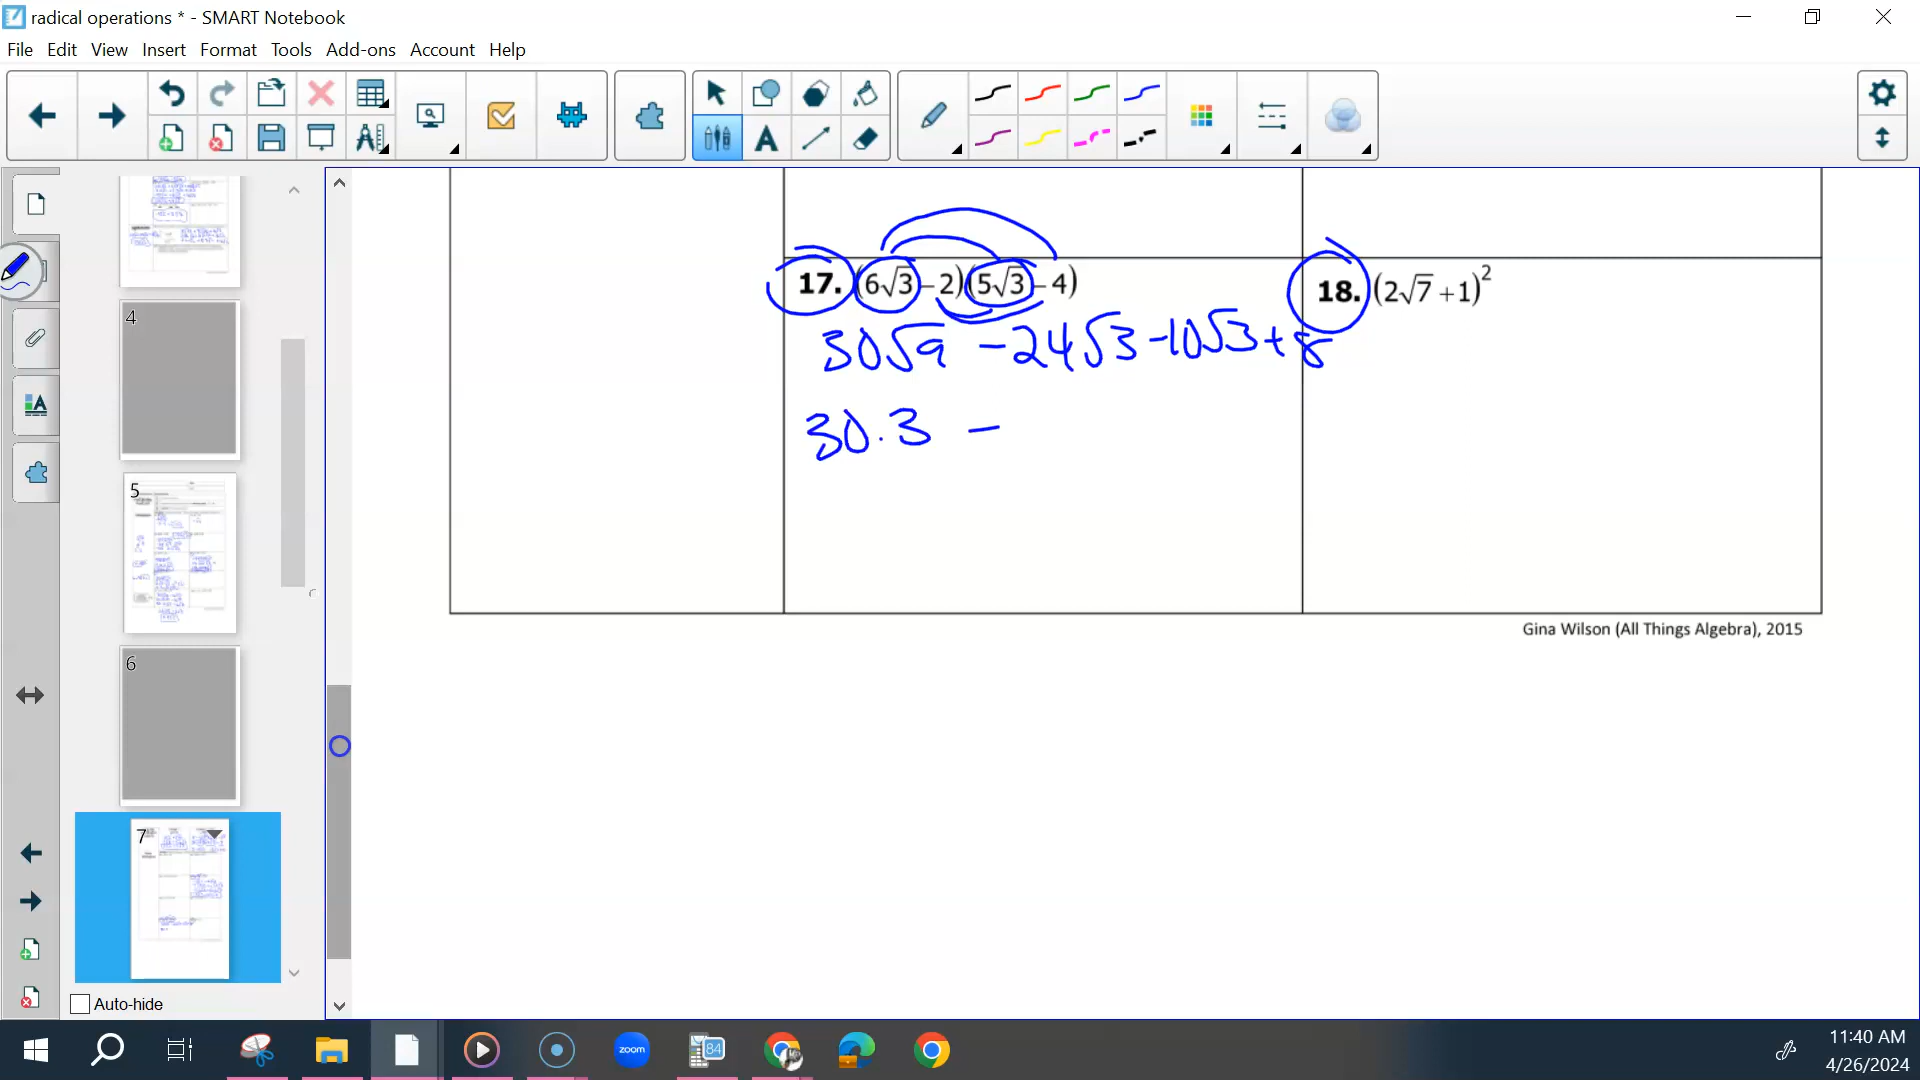 radical operations * - SMART Notebook
File Edit View Insert Format Tools Add-ons Account Help
4
5
6
7
Auto-hide
17. (6√3 – 2)(5√3 – 4)
30√9 - 24√3 - 10√3 + 8
30 · 3 -
18. (2√7 + 1)²
Gina Wilson (All Things Algebra), 2015
zoom
84
11:40 AM
4/26/2024